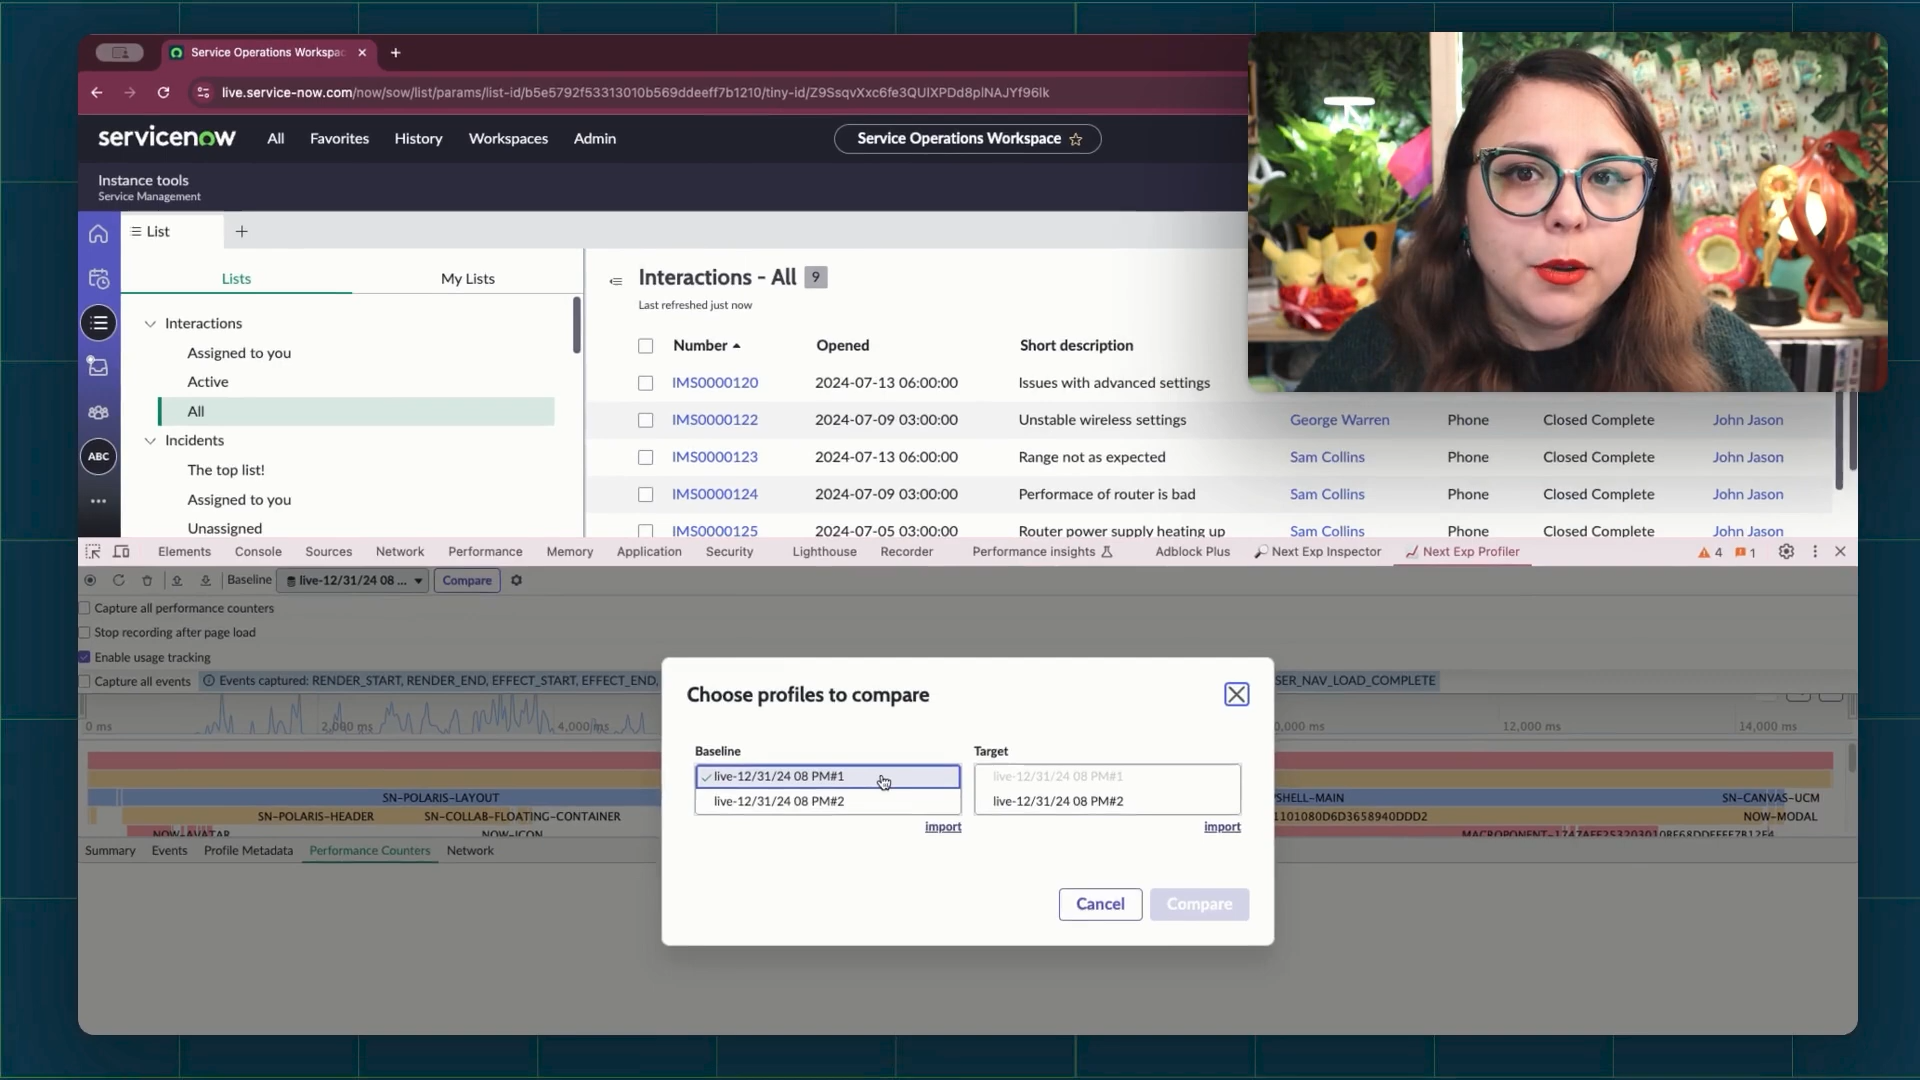 Service Operations Workspac
live.service-now.com/now/sow/list/params/list-id/b5e5792f53313010b569ddeeff7b1210/tiny-id/Z9SsqvXxc6fe3QUIXPDd8plNAJYf96lk
servicenow All Favorites History Workspaces Admin Service Operations Workspace
Instance tools
Service Management
List
Lists My Lists
Interactions
Assigned to you
Active
All
Incidents
The top list!
Assigned to you
Unassigned
ABC
Interactions - All 9
Last refreshed just now
Number Opened Short description
IMS0000120 2024-07-13 06:00:00 Issues with advanced settings
IMS0000122 2024-07-09 03:00:00 Unstable wireless settings George Warren Phone Closed Complete John Jason
IMS0000123 2024-07-13 06:00:00 Range not as expected Sam Collins Phone Closed Complete John Jason
IMS0000124 2024-07-09 03:00:00 Performace of router is bad Sam Collins Phone Closed Complete John Jason
IMS0000125 2024-07-05 03:00:00 Router power supply heating up Sam Collins Phone Closed Complete John Jason
Elements Console Sources Network Performance Memory Application Security Lighthouse Recorder Performance insights Adblock Plus Next Exp Inspector Next Exp Profiler 4 1
Baseline live-12/31/24 08 ... Compare
Capture all performance counters
Stop recording after page load
Enable usage tracking
Capture all events Events captured: RENDER_START, RENDER_END, EFFECT_START, EFFECT_END, SER_NAV_LOAD_COMPLETE
0 ms 2,000 ms 4,000 ms 0,000 ms 12,000 ms 14,000 ms
SN-POLARIS-LAYOUT SHELL-MAIN SN-CANVAS-UCM
SN-POLARIS-HEADER SN-COLLAB-FLOATING-CONTAINER 1101080D6D3658940DDD2 NOW-MODAL
NOW-AVATAR NOW-ICON
Summary Events Profile Metadata Performance Counters Network
Choose profiles to compare
Baseline Target
live-12/31/24 08 PM#1 live-12/31/24 08 PM#1
live-12/31/24 08 PM#2 live-12/31/24 08 PM#2
import import
Cancel Compare